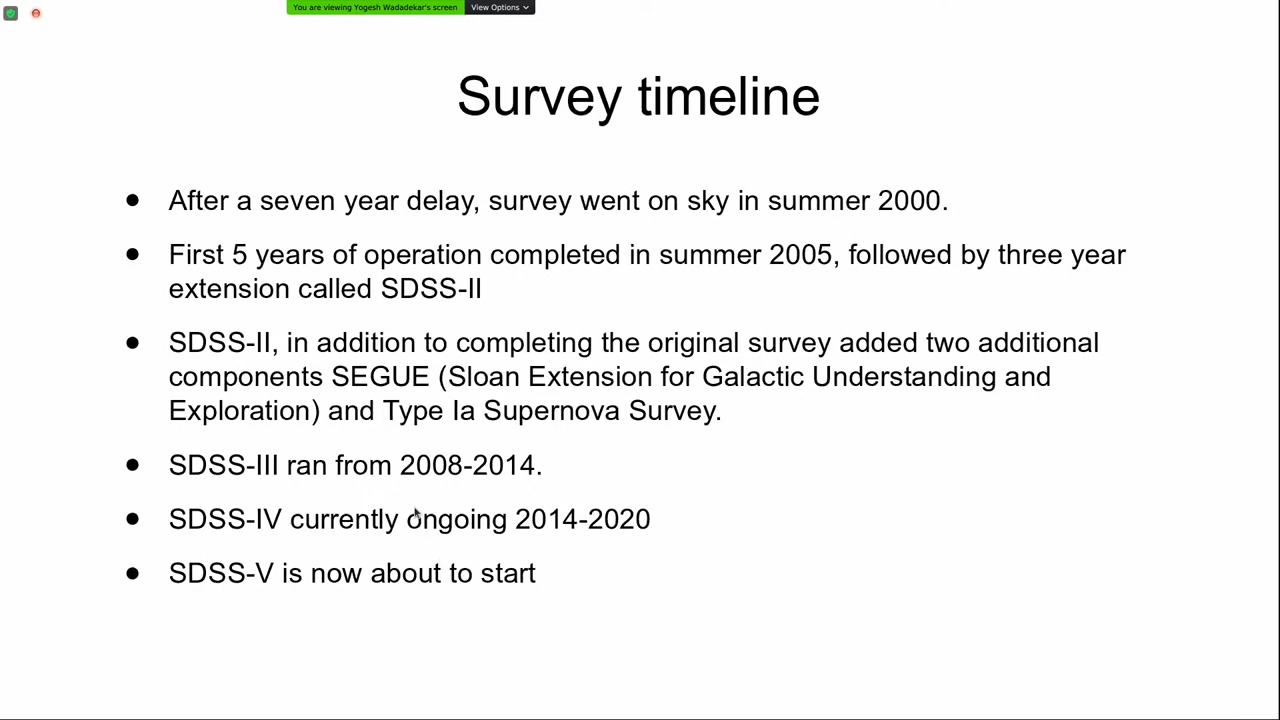 You are viewing Yogesh Wadadekar's screen
View Options
Survey timeline
● After a seven year delay, survey went on sky in summer 2000.
● First 5 years of operation completed in summer 2005, followed by three year
extension called SDSS-II
● SDSS-II, in addition to completing the original survey added two additional
components SEGUE (Sloan Extension for Galactic Understanding and
Exploration) and Type Ia Supernova Survey.
● SDSS-III ran from 2008-2014.
● SDSS-IV currently ongoing 2014-2020
● SDSS-V is now about to start